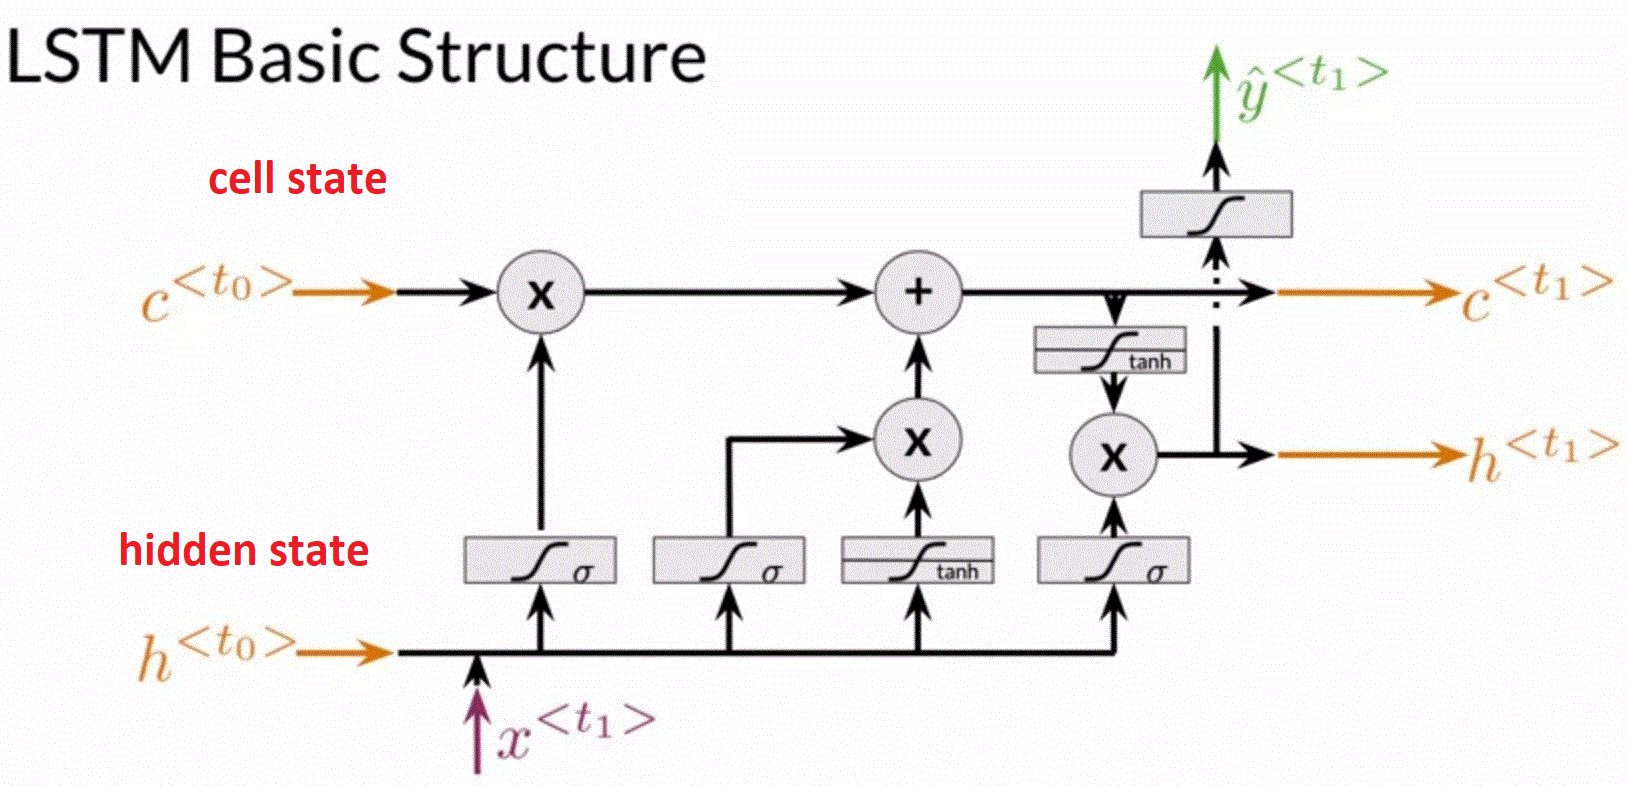 LSTM Basic Structure
ŷ<t₁>
cell state
c<t₀>
x
+
c<t₁>
tanh
x
x
h<t₁>
hidden state
σ
σ
tanh
σ
h<t₀>
x<t₁>